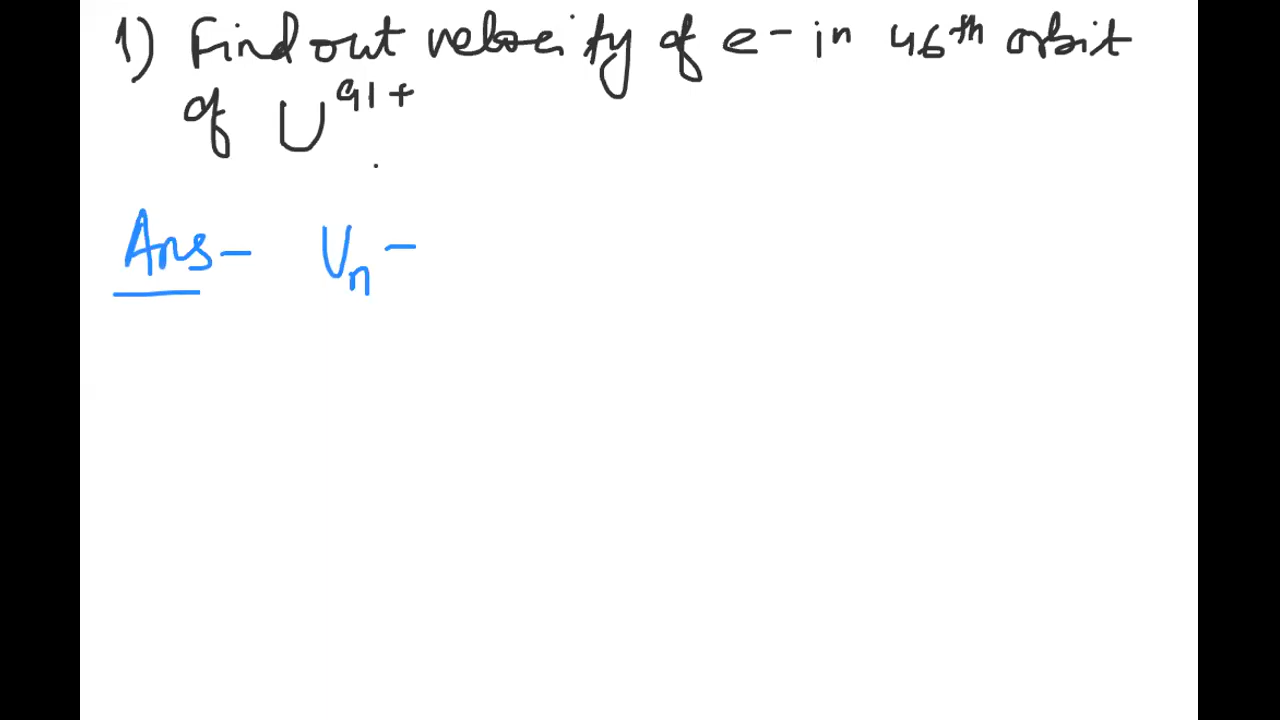 1) Find out velocity of e- in 46th orbit
of U91+
Ans- Vn -